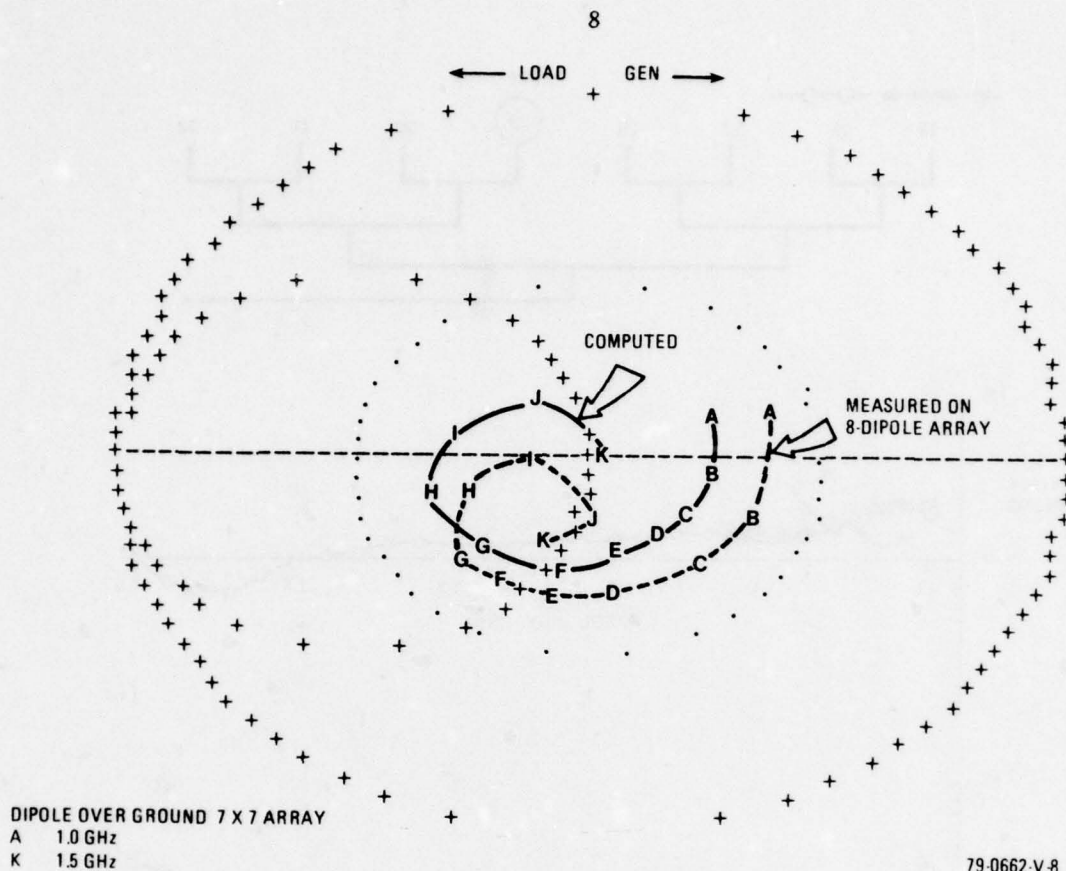 8
LOAD GEN
COMPUTED
A B C D E F G H I J K
MEASURED ON
8-DIPOLE ARRAY
A B C D E F G H I J K
DIPOLE OVER GROUND 7 X 7 ARRAY
A 1.0 GHz
K 1.5 GHz
79-0662-V-8